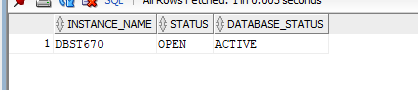 SQL | All Rows Fetched: 1 in 0.003 seconds
INSTANCE_NAME STATUS DATABASE_STATUS
1 DBST670 OPEN ACTIVE